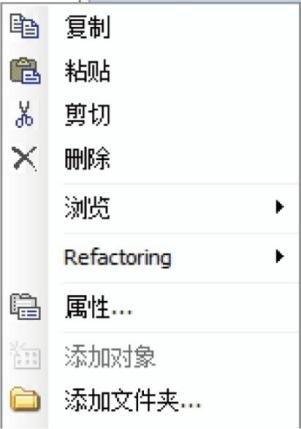 复制
粘贴
剪切
删除
浏览
Refactoring
属性...
添加对象
添加文件夹...